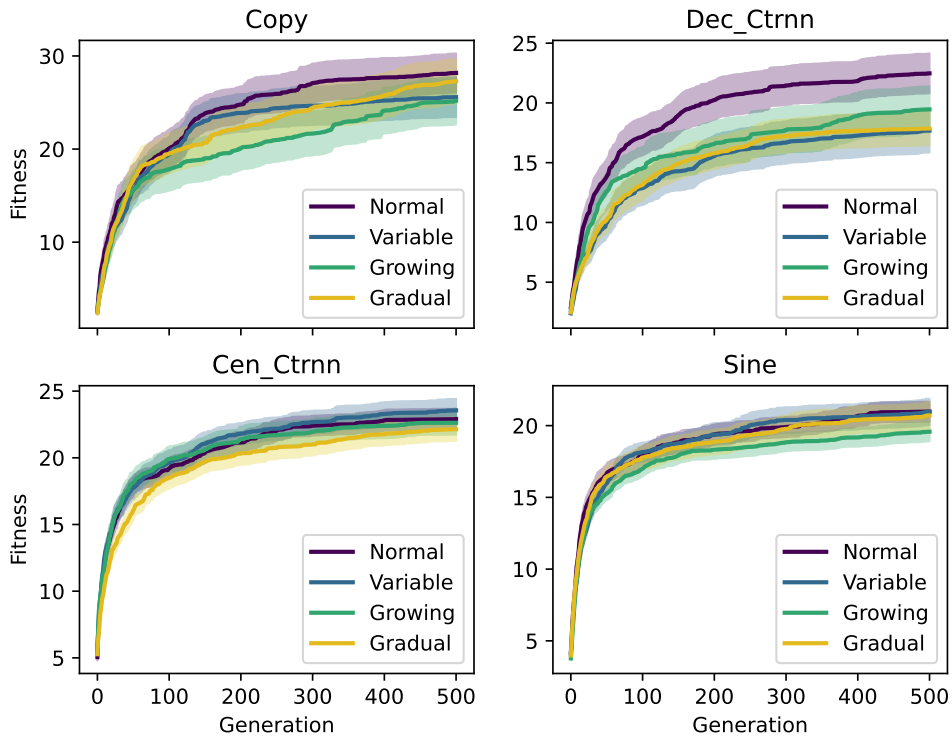 Copy
30
20
10
Fitness
Normal
Variable
Growing
Gradual
Dec_Ctrnn
25
20
15
10
5
Normal
Variable
Growing
Gradual
Cen_Ctrnn
25
20
15
10
5
Fitness
Normal
Variable
Growing
Gradual
0 100 200 300 400 500
Generation
Sine
20
15
10
5
Normal
Variable
Growing
Gradual
0 100 200 300 400 500
Generation